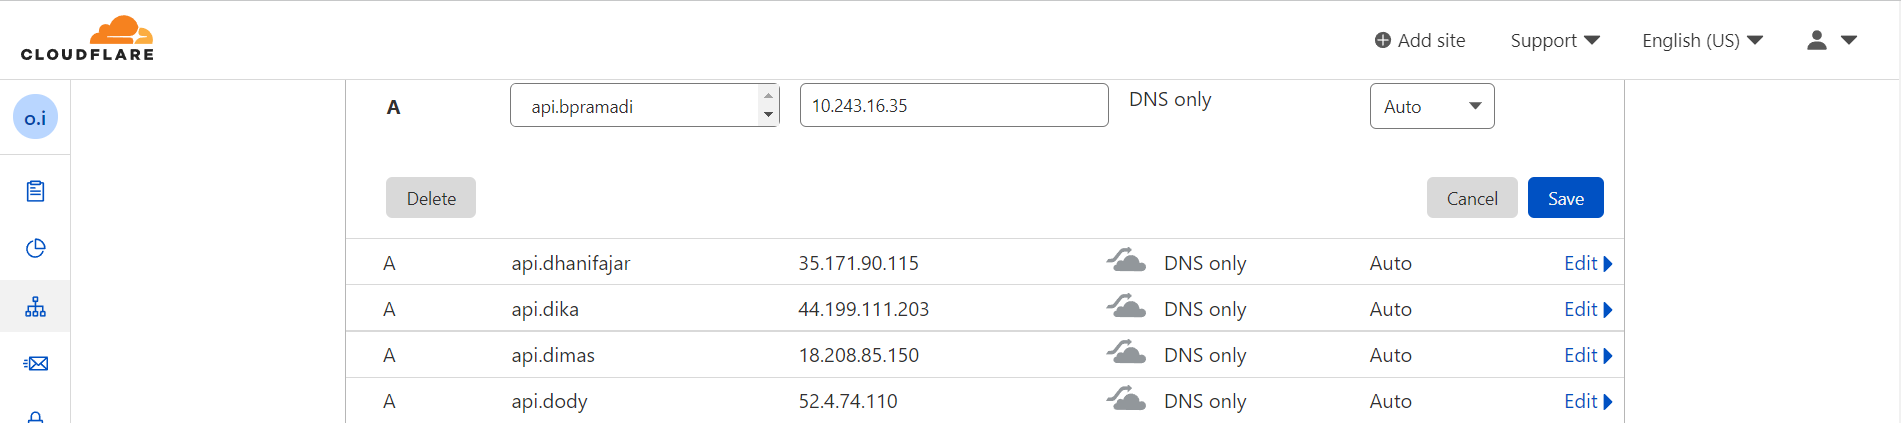 CLOUDFLARE
Add site Support English (US)
o.i
A api.bpramadi 10.243.16.35 DNS only Auto
Delete Cancel Save
A api.dhanifajar 35.171.90.115 DNS only Auto Edit
A api.dika 44.199.111.203 DNS only Auto Edit
A api.dimas 18.208.85.150 DNS only Auto Edit
A api.dody 52.4.74.110 DNS only Auto Edit